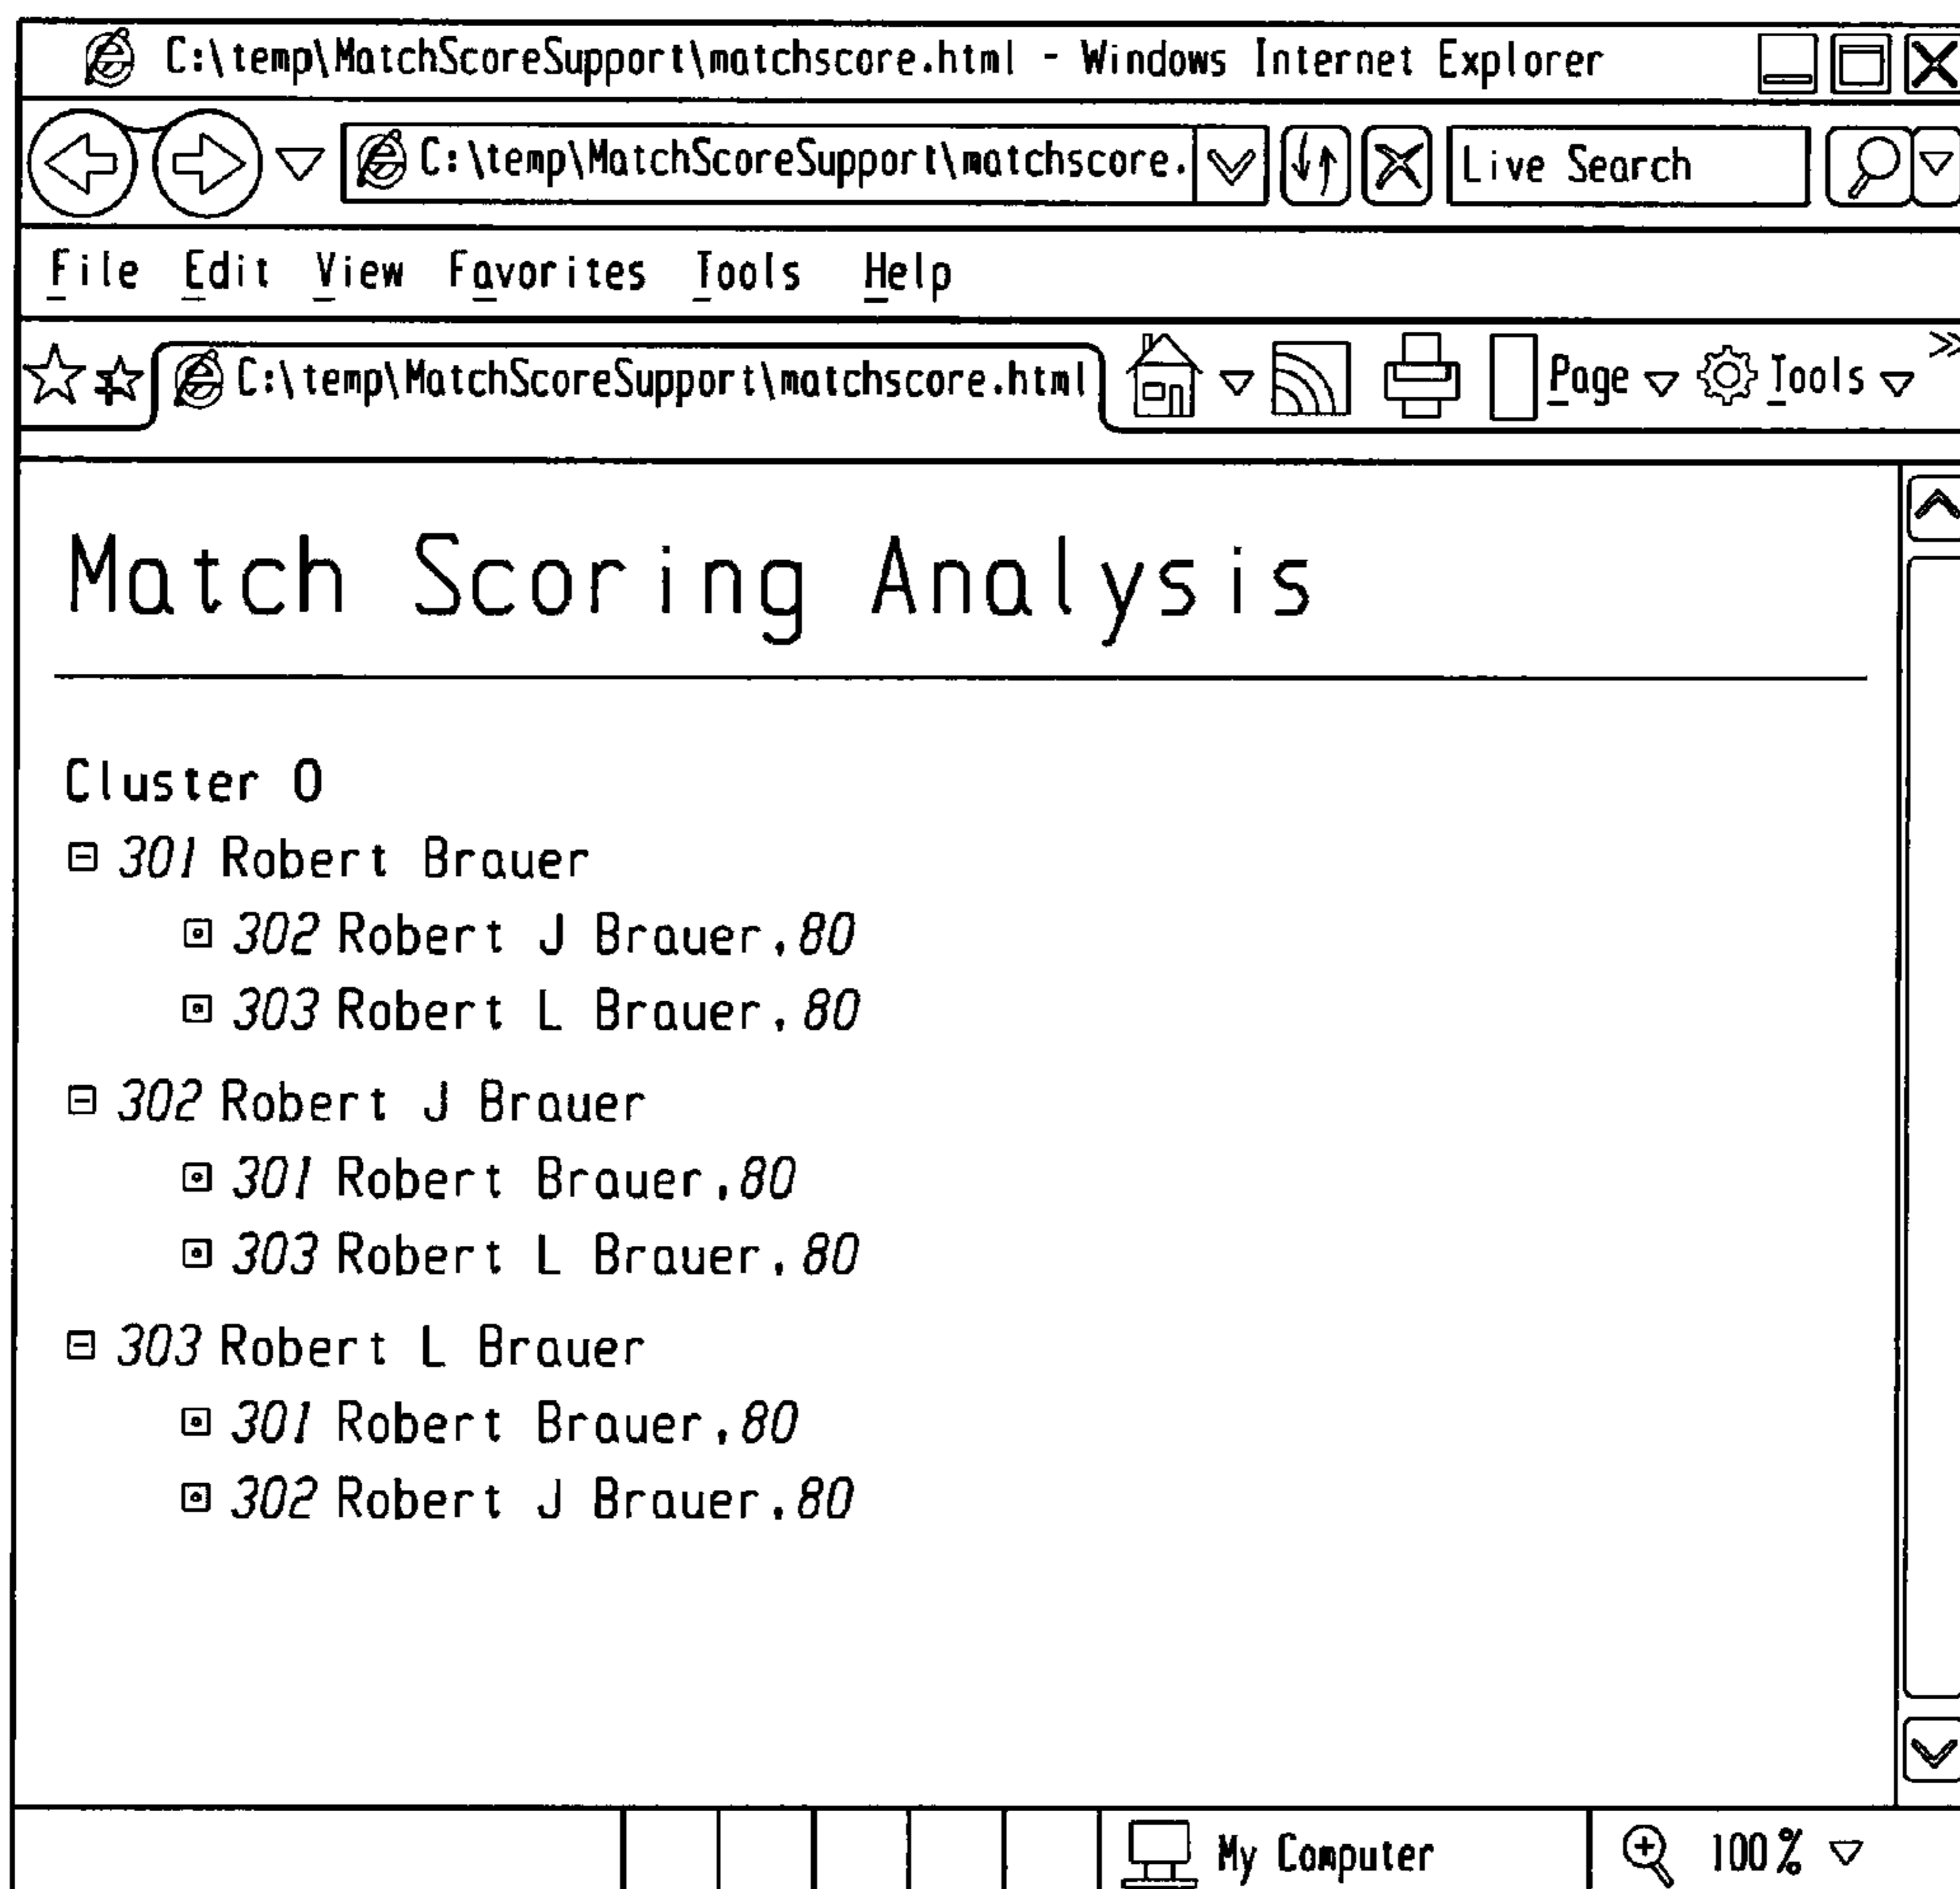 C:\temp\MatchScoreSupport\matchscore.html - Windows Internet Explorer
C:\temp\MatchScoreSupport\matchscore.
Live Search
File Edit View Favorites Tools Help
C:\temp\MatchScoreSupport\matchscore.html
Page Tools »
Match Scoring Analysis
Cluster 0
301 Robert Brauer
302 Robert J Brauer, 80
303 Robert L Brauer, 80
302 Robert J Brauer
301 Robert Brauer, 80
303 Robert L Brauer, 80
303 Robert L Brauer
301 Robert Brauer, 80
302 Robert J Brauer, 80
My Computer
100%